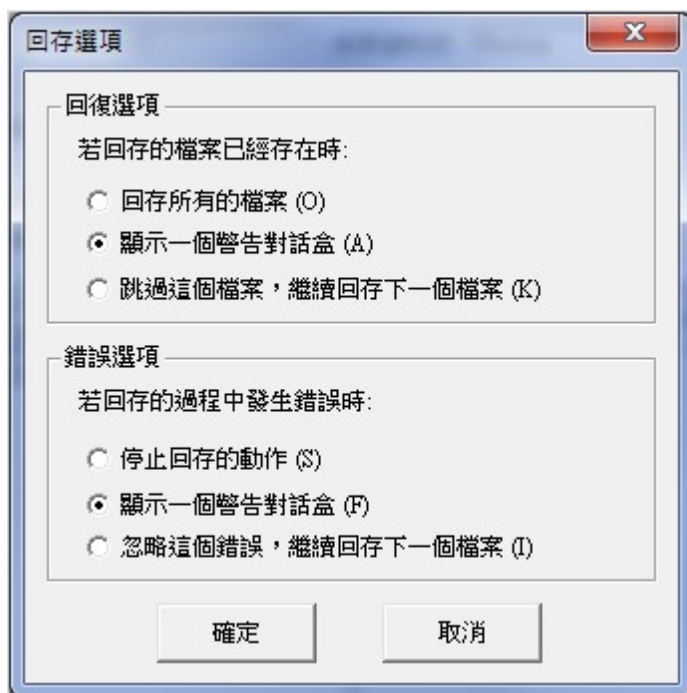 回存選項
回復選項
若回存的檔案已經存在時:
回存所有的檔案 (O)
顯示一個警告對話盒 (A)
跳過這個檔案，繼續回存下一個檔案 (K)
錯誤選項
若回存的過程中發生錯誤時:
停止回存的動作 (S)
顯示一個警告對話盒 (F)
忽略這個錯誤，繼續回存下一個檔案 (I)
確定
取消